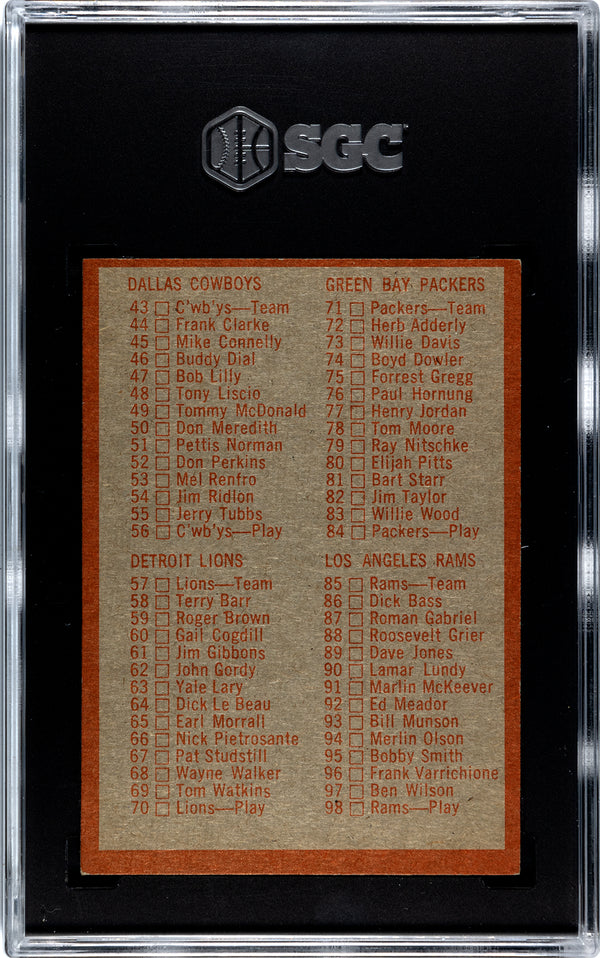 SGC
DALLAS COWBOYS
43 C'wb'ys—Team
44 Frank Clarke
45 Mike Connelly
46 Buddy Dial
47 Bob Lilly
48 Tony Liscio
49 Tommy McDonald
50 Don Meredith
51 Pettis Norman
52 Don Perkins
53 Mel Renfro
54 Jim Ridlon
55 Jerry Tubbs
56 C'wb'ys—Play
DETROIT LIONS
57 Lions—Team
58 Terry Barr
59 Roger Brown
60 Gail Cogdill
61 Jim Gibbons
62 John Gordy
63 Yale Lary
64 Dick Le Beau
65 Earl Morrall
66 Nick Pietrosante
67 Pat Studstill
68 Wayne Walker
69 Tom Watkins
70 Lions—Play
GREEN BAY PACKERS
71 Packers—Team
72 Herb Adderly
73 Willie Davis
74 Boyd Dowler
75 Forrest Gregg
76 Paul Hornung
77 Henry Jordan
78 Tom Moore
79 Ray Nitschke
80 Elijah Pitts
81 Bart Starr
82 Jim Taylor
83 Willie Wood
84 Packers—Play
LOS ANGELES RAMS
85 Rams—Team
86 Dick Bass
87 Roman Gabriel
88 Roosevelt Grier
89 Dave Jones
90 Lamar Lundy
91 Marlin McKeever
92 Ed Meador
93 Bill Munson
94 Merlin Olson
95 Bobby Smith
96 Frank Varrichione
97 Ben Wilson
98 Rams—Play